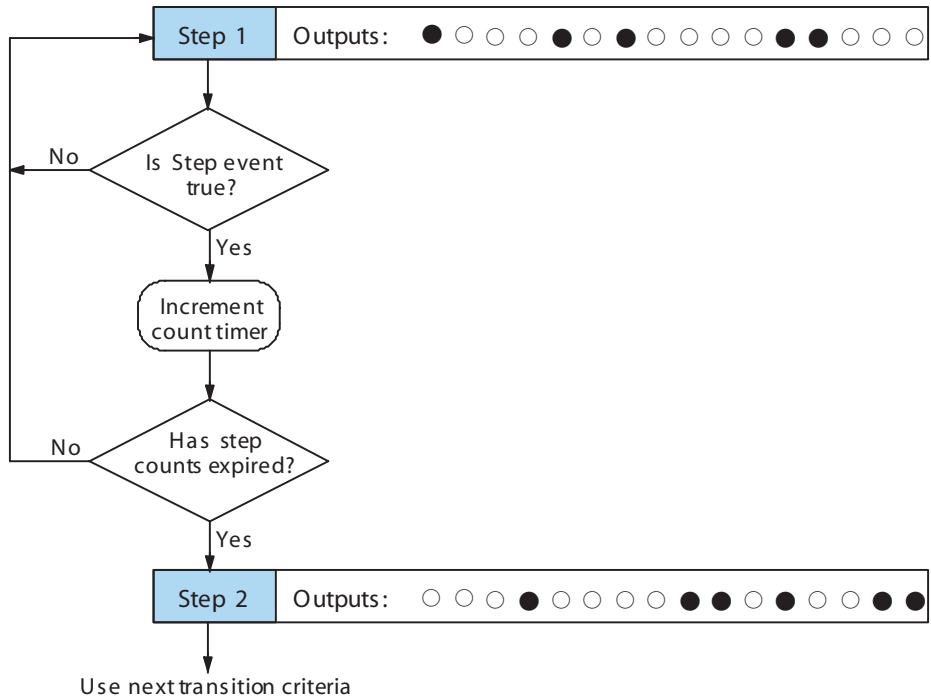 Step 1 Outputs:
No
Is Step event
true?
Yes
Increment
count timer
No
Has step
counts expired?
Yes
Step 2 Outputs:
Use next transition criteria